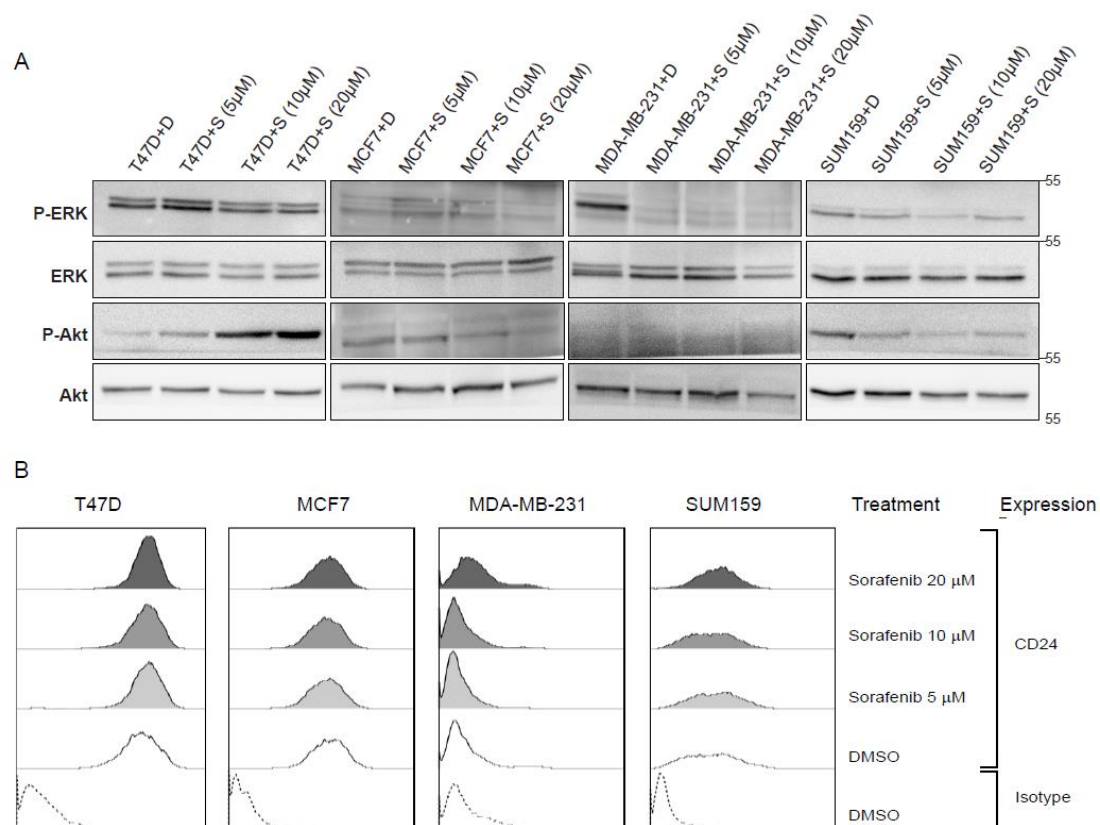 A
T47D+D
T47D+S (5µM)
T47D+S (10µM)
T47D+S (20µM)
MCF7+D
MCF7+S (5µM)
MCF7+S (10µM)
MCF7+S (20µM)
MDA-MB-231+D
MDA-MB-231+S (5µM)
MDA-MB-231+S (10µM)
MDA-MB-231+S (20µM)
SUM159+D
SUM159+S (5µM)
SUM159+S (10µM)
SUM159+S (20µM)
55
P-ERK
55
ERK
P-Akt
55
Akt
55
B
T47D MCF7 MDA-MB-231 SUM159 Treatment Expression
Sorafenib 20 µM
Sorafenib 10 µM
CD24
Sorafenib 5 µM
DMSO
Isotype
DMSO